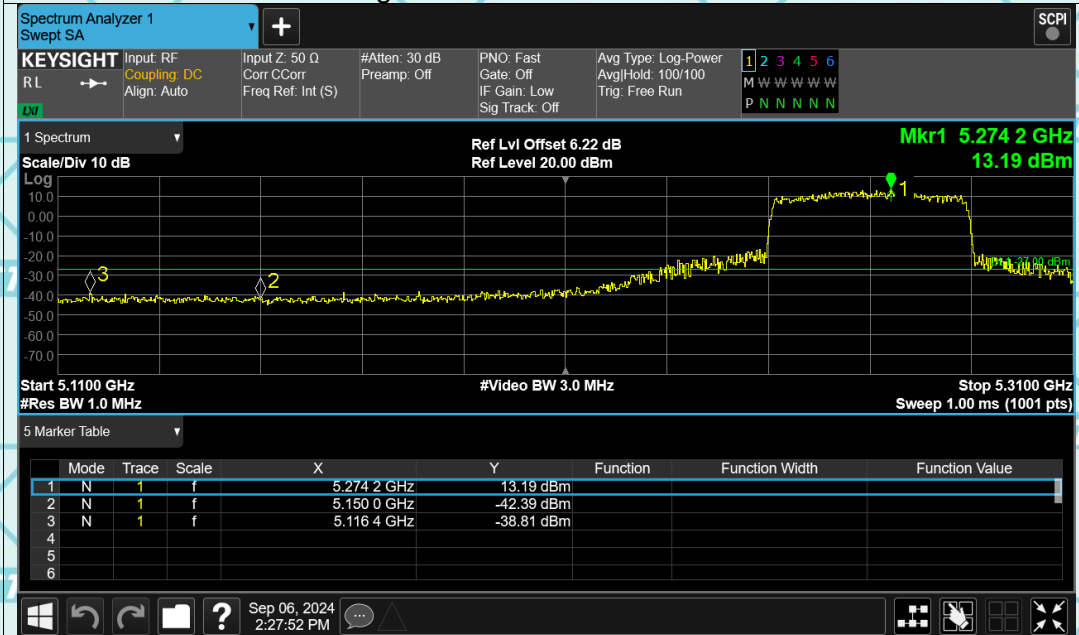 Spectrum Analyzer 1
Swept SA
+
SCPI
KEYSIGHT
RL
LXI
Input: RF
Coupling: DC
Align: Auto
Input Z: 50 Ω
Corr CCorr
Freq Ref: Int (S)
#Atten: 30 dB
Preamp: Off
PNO: Fast
Gate: Off
IF Gain: Low
Sig Track: Off
Avg Type: Log-Power
Avg|Hold: 100/100
Trig: Free Run
1 2 3 4 5 6
M W W W W W
P N N N N N
1 Spectrum
Scale/Div 10 dB
Ref Lvl Offset 6.22 dB
Ref Level 20.00 dBm
Mkr1 5.274 2 GHz
13.19 dBm
Log
10.0
0.00
-10.0
-20.0
-30.0
-40.0
-50.0
-60.0
-70.0
3
2
1
-27.00 dBm
Start 5.1100 GHz
#Video BW 3.0 MHz
Stop 5.3100 GHz
#Res BW 1.0 MHz
Sweep 1.00 ms (1001 pts)
5 Marker Table
Mode Trace Scale X Y Function Function Width Function Value
1 N 1 f 5.274 2 GHz 13.19 dBm
2 N 1 f 5.150 0 GHz -42.39 dBm
3 N 1 f 5.116 4 GHz -38.81 dBm
4
5
6
?
Sep 06, 2024
2:27:52 PM